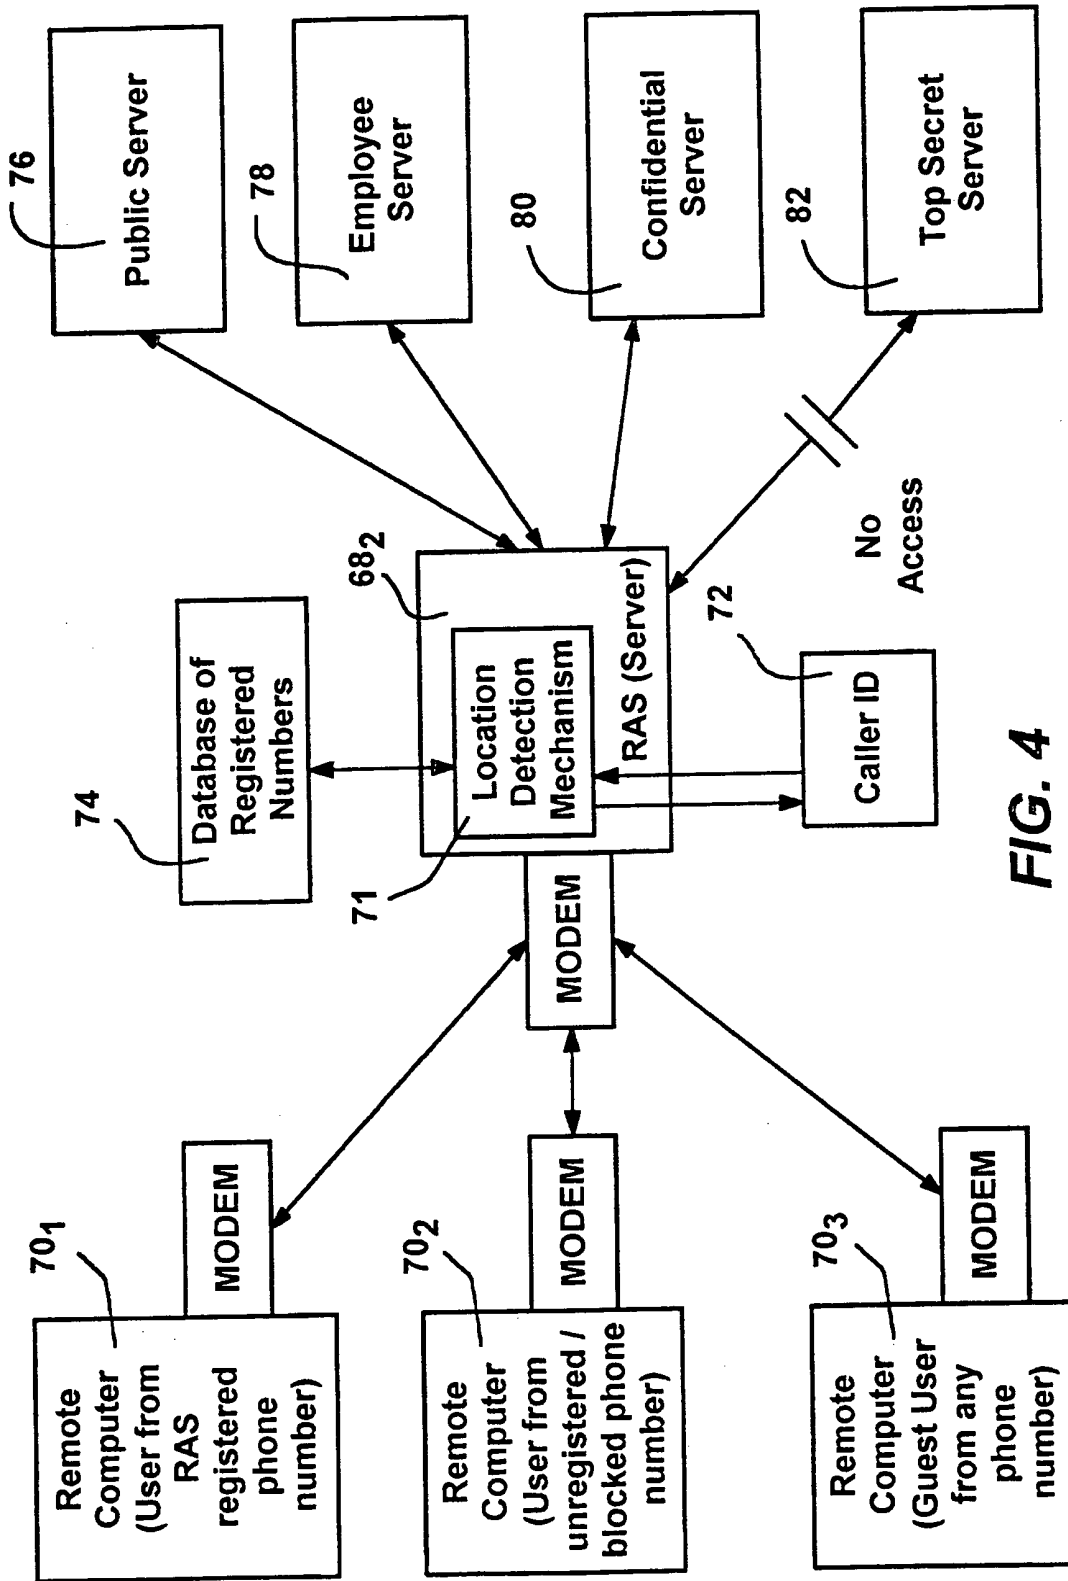 70₁
Remote
Computer
(User from
RAS
registered
phone
number)
MODEM
70₂
Remote
Computer
(User from
unregistered /
blocked phone
number)
MODEM
70₃
Remote
Computer
(Guest User
from any
phone
number)
MODEM
74
Database of
Registered
Numbers
68₂
71
Location
Detection
Mechanism
RAS (Server)
MODEM
72
Caller ID
No
Access
76
Public Server
78
Employee
Server
80
Confidential
Server
82
Top Secret
Server
FIG. 4